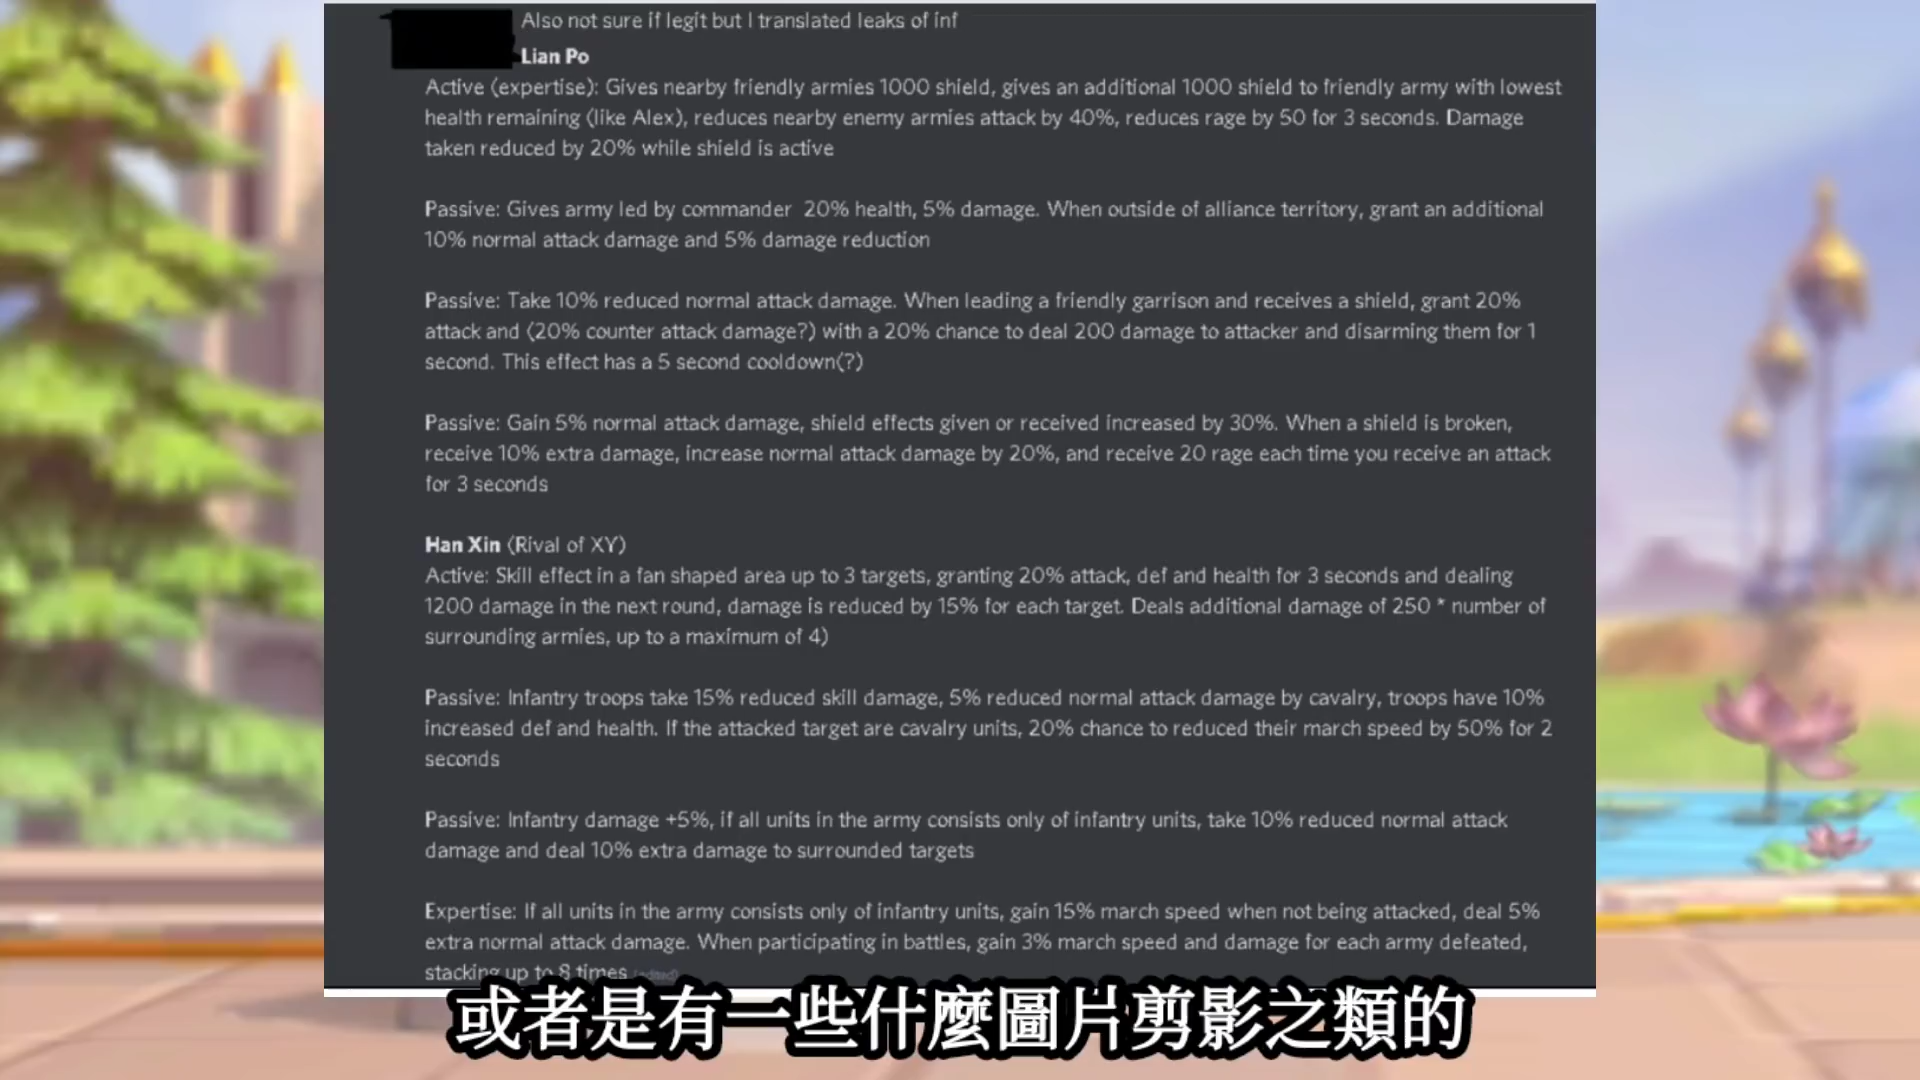 Also not sure if legit but I translated leaks of inf
Lian Po
Active (expertise): Gives nearby friendly armies 1000 shield, gives an additional 1000 shield to friendly army with lowest
health remaining (like Alex), reduces nearby enemy armies attack by 40%, reduces rage by 50 for 3 seconds. Damage
taken reduced by 20% while shield is active
Passive: Gives army led by commander 20% health, 5% damage. When outside of alliance territory, grant an additional
10% normal attack damage and 5% damage reduction
Passive: Take 10% reduced normal attack damage. When leading a friendly garrison and receives a shield, grant 20%
attack and (20% counter attack damage?) with a 20% chance to deal 200 damage to attacker and disarming them for 1
second. This effect has a 5 second cooldown(?)
Passive: Gain 5% normal attack damage, shield effects given or received increased by 30%. When a shield is broken,
receive 10% extra damage, increase normal attack damage by 20%, and receive 20 rage each time you receive an attack
for 3 seconds
Han Xin (Rival of XY)
Active: Skill effect in a fan shaped area up to 3 targets, granting 20% attack, def and health for 3 seconds and dealing
1200 damage in the next round, damage is reduced by 15% for each target. Deals additional damage of 250 * number of
surrounding armies, up to a maximum of 4)
Passive: Infantry troops take 15% reduced skill damage, 5% reduced normal attack damage by cavalry, troops have 10%
increased def and health. If the attacked target are cavalry units, 20% chance to reduced their march speed by 50% for 2
seconds
Passive: Infantry damage +5%, if all units in the army consists only of infantry units, take 10% reduced normal attack
damage and deal 10% extra damage to surrounded targets
Expertise: If all units in the army consists only of infantry units, gain 15% march speed when not being attacked, deal 5%
extra normal attack damage. When participating in battles, gain 3% march speed and damage for each army defeated,
stacking up to 8 times (edited)
或者是有一些什麼圖片剪影之類的